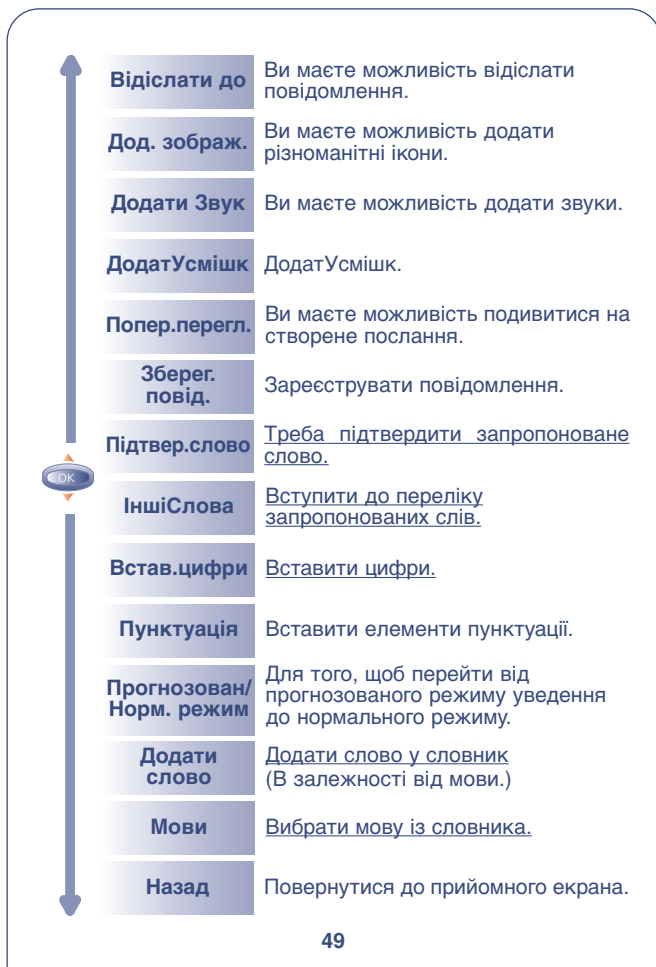 Відіслати до
Ви маєте можливість відіслати
повідомлення.
Дод. зображ.
Ви маєте можливість додати
різноманітні ікони.
Додати Звук
Ви маєте можливість додати звуки.
ДодатУсмішк
ДодатУсмішк.
Попер.перегл.
Ви маєте можливість подивитися на
створене послання.
Зберег.
повід.
Зареєструвати повідомлення.
Підтвер.слово
Треба підтвердити запропоноване
слово.
OK
ІншіСлова
Вступити до переліку
запропонованих слів.
Встав.цифри
Вставити цифри.
Пунктуація
Вставити елементи пунктуації.
Прогнозован/
Норм. режим
Для того, щоб перейти від
прогнозованого режиму уведення
до нормального режиму.
Додати
слово
Додати слово у словник
(В залежності від мови.)
Мови
Вибрати мову із словника.
Назад
Повернутися до прийомного екрана.
49